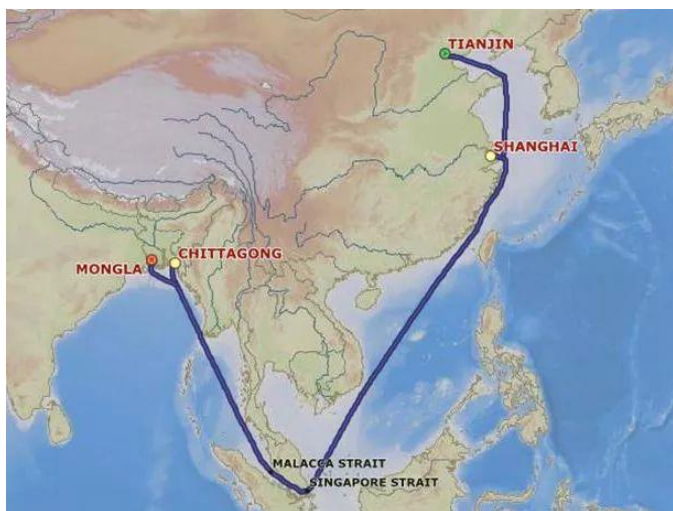 TIANJIN
SHANGHAI
CHITTAGONG
MONGLA
MALACCA STRAIT
SINGAPORE STRAIT